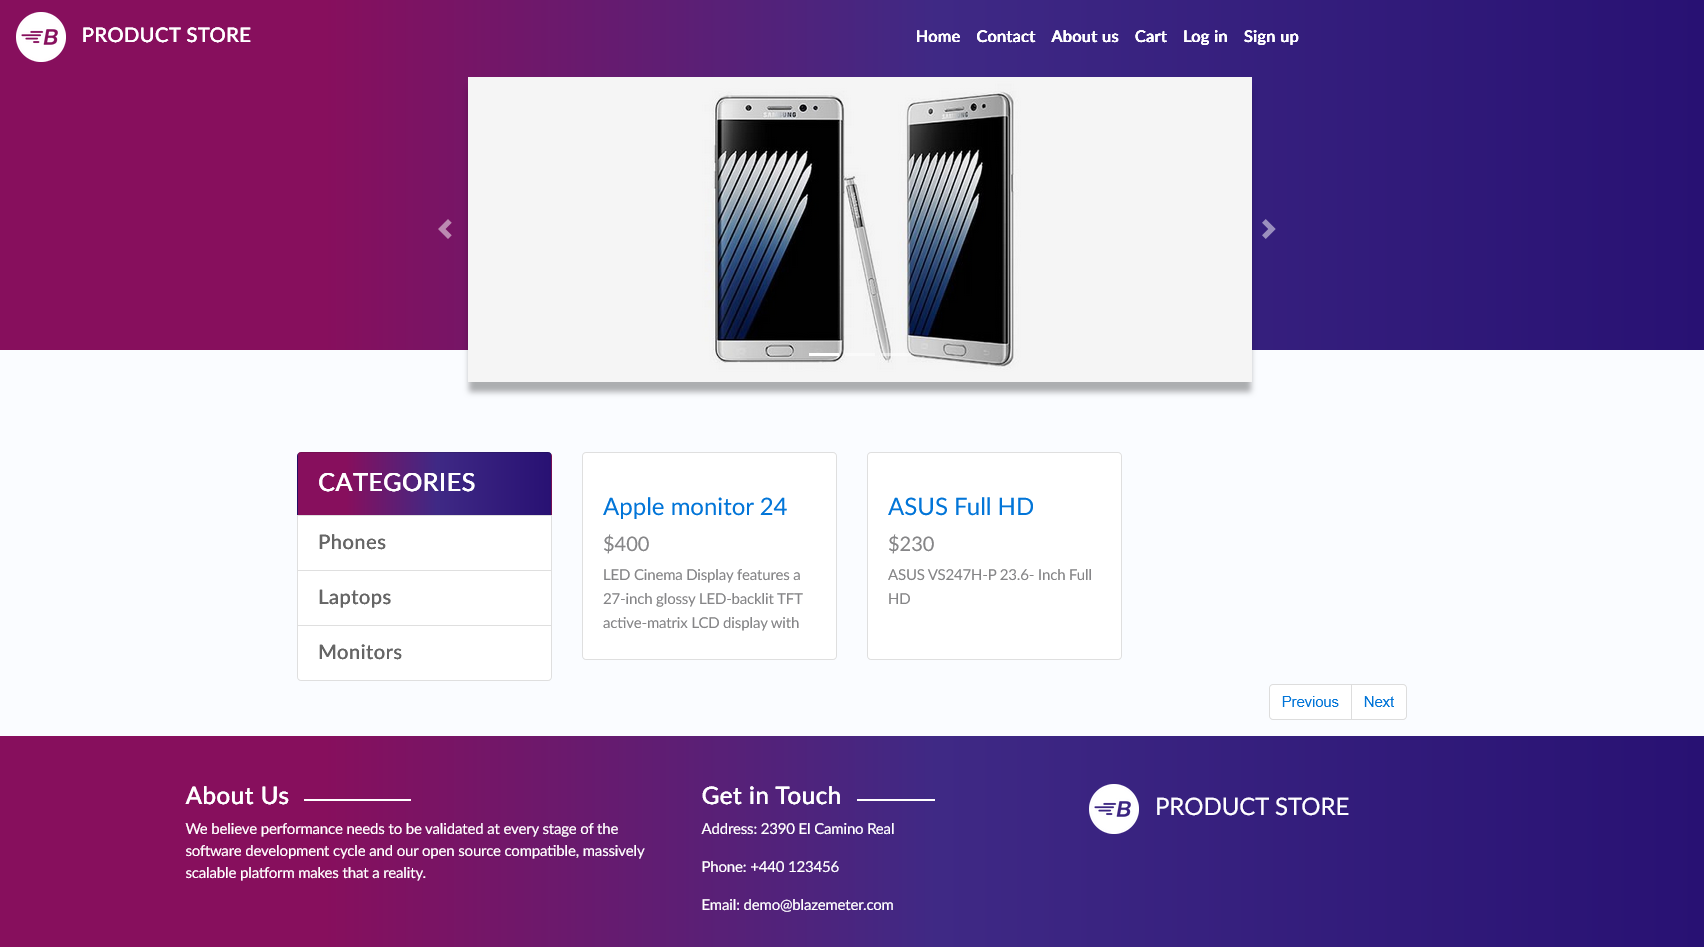 B PRODUCT STORE
Home Contact About us Cart Log in Sign up
SAMSUNG SAMSUNG
CATEGORIES
Phones
Laptops
Monitors
Apple monitor 24
$400
LED Cinema Display features a
27-inch glossy LED-backlit TFT
active-matrix LCD display with
ASUS Full HD
$230
ASUS VS247H-P 23.6- Inch Full
HD
Previous Next
About Us
We believe performance needs to be validated at every stage of the
software development cycle and our open source compatible, massively
scalable platform makes that a reality.
Get in Touch
Address: 2390 El Camino Real
Phone: +440 123456
Email: demo@blazemeter.com
B PRODUCT STORE